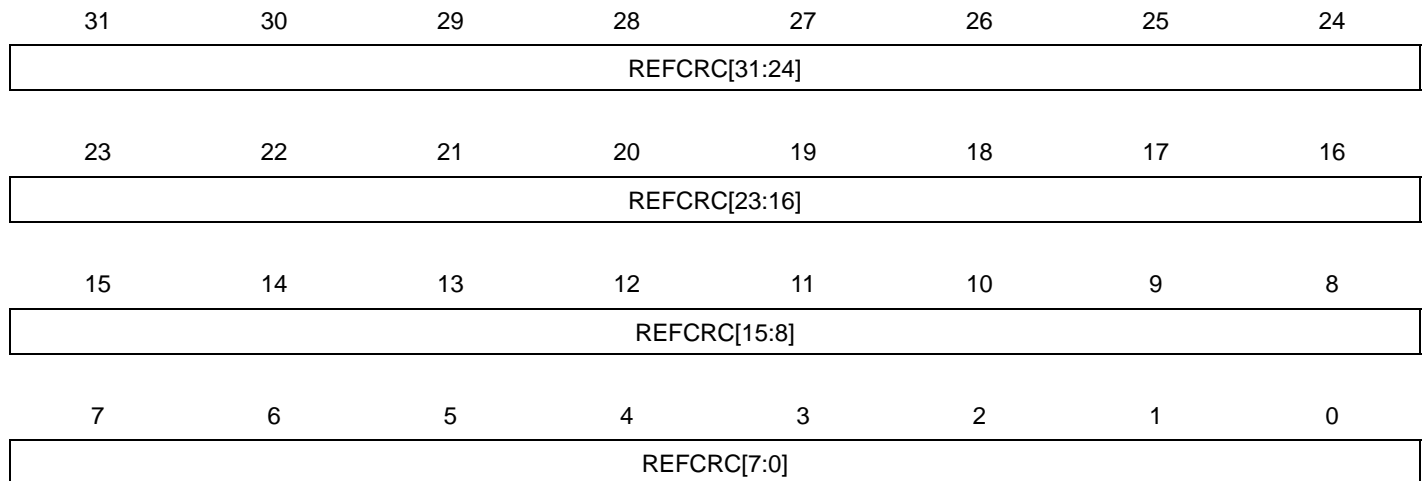 31 30 29 28 27 26 25 24
REFCRC[31:24]
23 22 21 20 19 18 17 16
REFCRC[23:16]
15 14 13 12 11 10 9 8
REFCRC[15:8]
7 6 5 4 3 2 1 0
REFCRC[7:0]